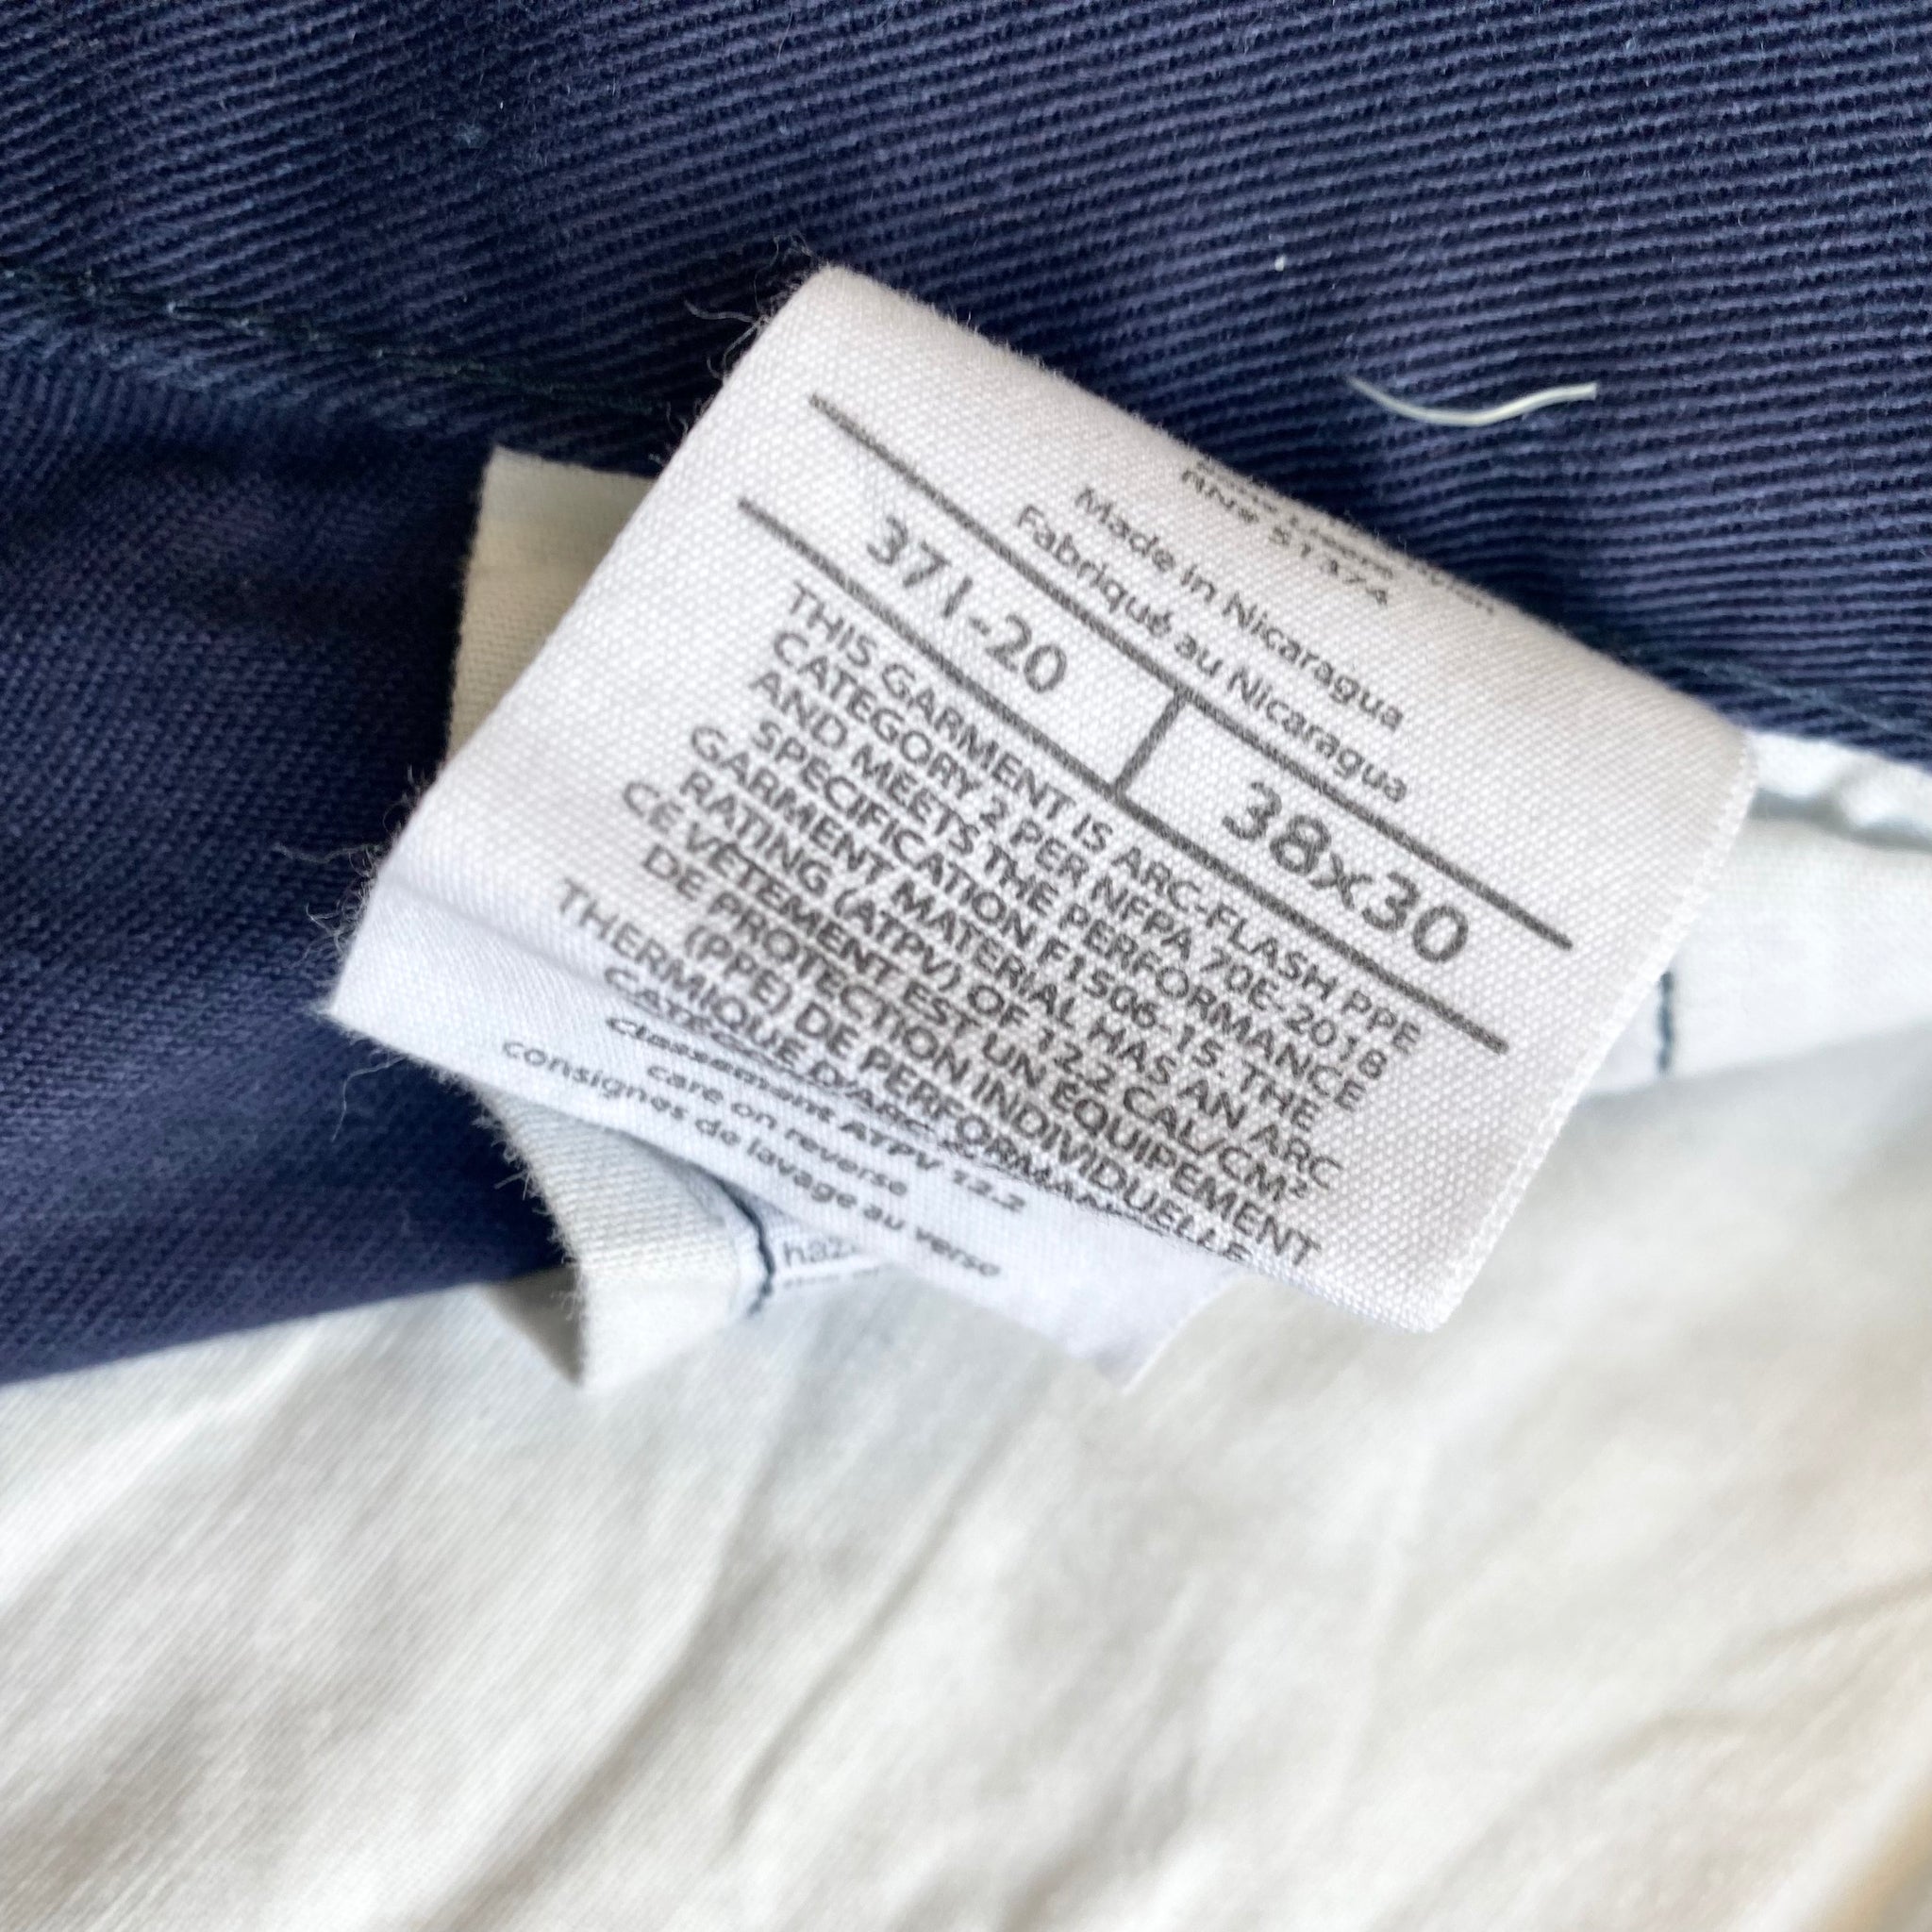 RN# 51374
Made in Nicaragua
Fabriqué au Nicaragua
371-20 38x30
THIS GARMENT IS ARC-FLASH PPE
CATEGORY 2 PER NFPA 70E-2018
AND MEETS THE PERFORMANCE
SPECIFICATION F1506-15. THE
GARMENT MATERIAL HAS AN ARC
RATING (ATPV) OF 12.2 CAL/CM²
CE VÊTEMENT EST UN ÉQUIPEMENT
DE PROTECTION INDIVIDUELLE
(PPE) DE PERFORMANCE
THERMIQUE D'ARC
Classement ATPV 12.2
care on reverse
consignes de lavage au verso